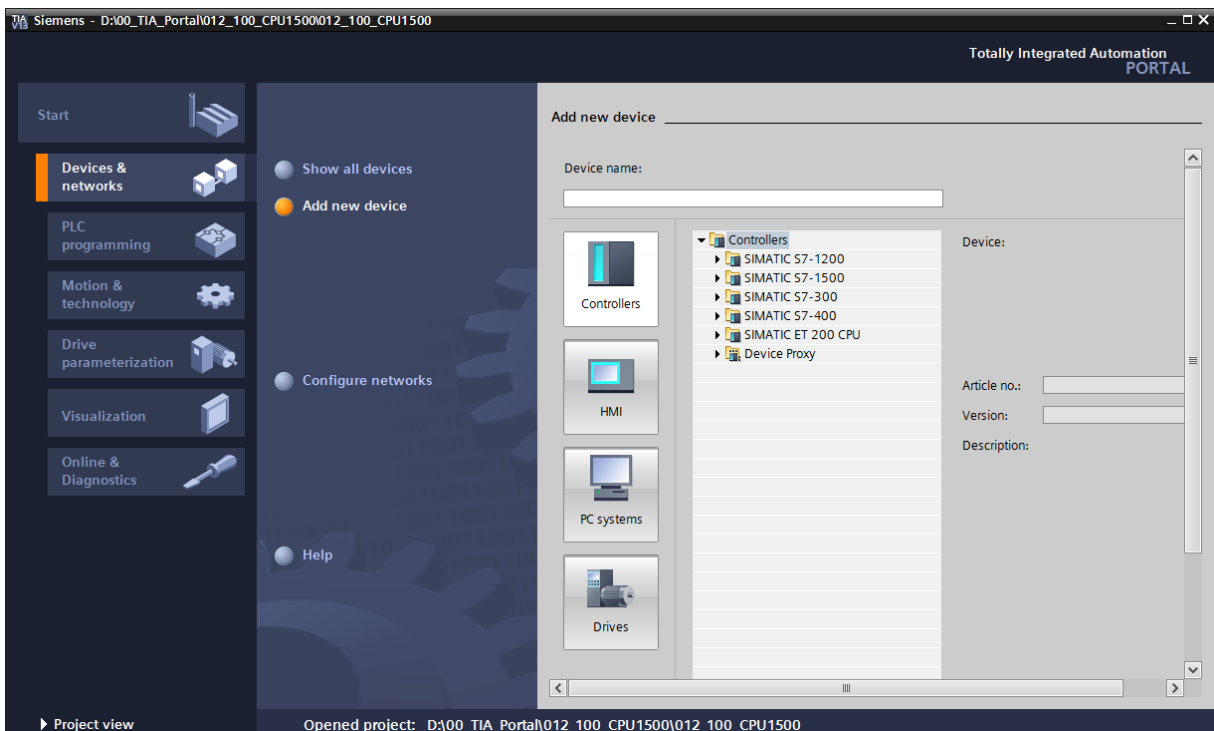 TIA
V13
Siemens - D:\00_TIA_Portal\012_100_CPU1500\012_100_CPU1500
Totally Integrated Automation
PORTAL
Start
Devices &
networks
PLC
programming
Motion &
technology
Drive
parameterization
Visualization
Online &
Diagnostics
Show all devices
Add new device
Configure networks
Help
Add new device
Device name:
Controllers
HMI
PC systems
Drives
Controllers
SIMATIC S7-1200
SIMATIC S7-1500
SIMATIC S7-300
SIMATIC S7-400
SIMATIC ET 200 CPU
Device Proxy
Device:
Article no.:
Version:
Description:
Project view
Opened project: D:\00_TIA_Portal\012_100_CPU1500\012_100_CPU1500